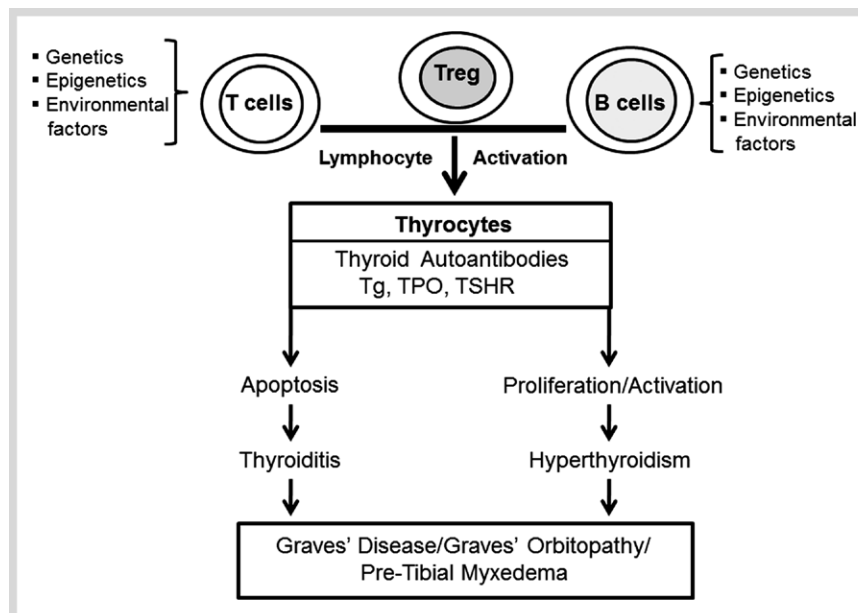 ▪ Genetics
▪ Epigenetics
▪ Environmental
factors
T cells
Treg
B cells
▪ Genetics
▪ Epigenetics
▪ Environmental
factors
Lymphocyte Activation
Thyrocytes
Thyroid Autoantibodies
Tg, TPO, TSHR
Apoptosis
Proliferation/Activation
Thyroiditis
Hyperthyroidism
Graves' Disease/Graves' Orbitopathy/
Pre-Tibial Myxedema